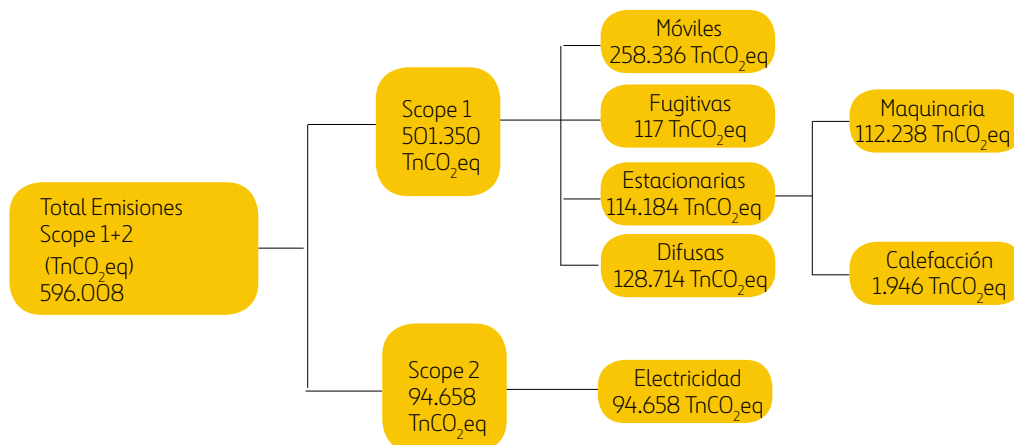 Total Emisiones
Scope 1+2
(TnCO₂eq)
596.008
Scope 1
501.350
TnCO₂eq
Scope 2
94.658
TnCO₂eq
Móviles
258.336 TnCO₂eq
Fugitivas
117 TnCO₂eq
Estacionarias
114.184 TnCO₂eq
Difusas
128.714 TnCO₂eq
Electricidad
94.658 TnCO₂eq
Maquinaria
112.238 TnCO₂eq
Calefacción
1.946 TnCO₂eq